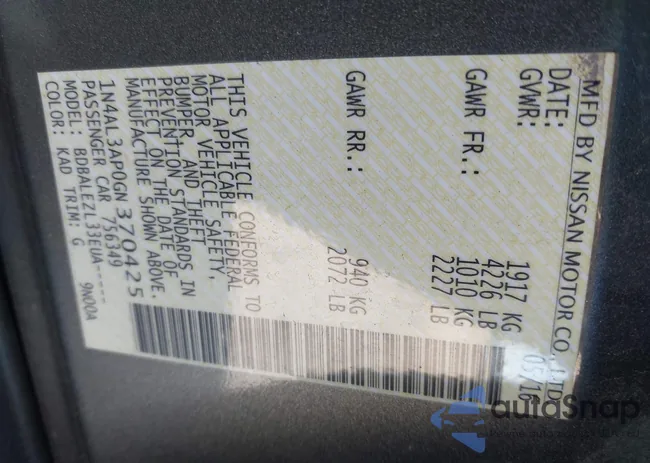 MFD BY NISSAN MOTOR CO., LTD
DATE: 05/16
GVWR: 1917 KG
4226 LB
GAWR FR.: 1010 KG
2227 LB
GAWR RR.: 940 KG
2072 LB
THIS VEHICLE CONFORMS TO
ALL APPLICABLE FEDERAL
MOTOR VEHICLE SAFETY,
BUMPER, AND THEFT
PREVENTION STANDARDS IN
EFFECT ON THE DATE OF
MANUFACTURE SHOWN ABOVE.
1N4AL3AP0GN370425
PASSENGER CAR 756349
MODEL: BDBALEZL33EUA-----
COLOR: KAD TRIM: G 9N00A
autoSnap